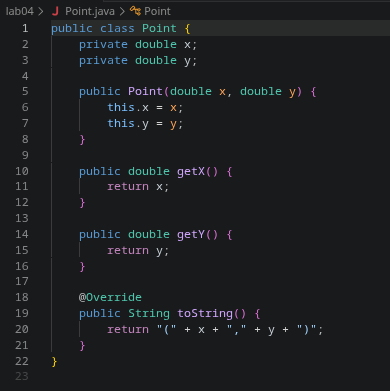 lab04 > J Point.java > Point
1 public class Point {
2     private double x;
3     private double y;
4
5     public Point(double x, double y) {
6         this.x = x;
7         this.y = y;
8     }
9
10     public double getX() {
11         return x;
12     }
13
14     public double getY() {
15         return y;
16     }
17
18     @Override
19     public String toString() {
20         return "(" + x + "," + y + ")";
21     }
22 }
23